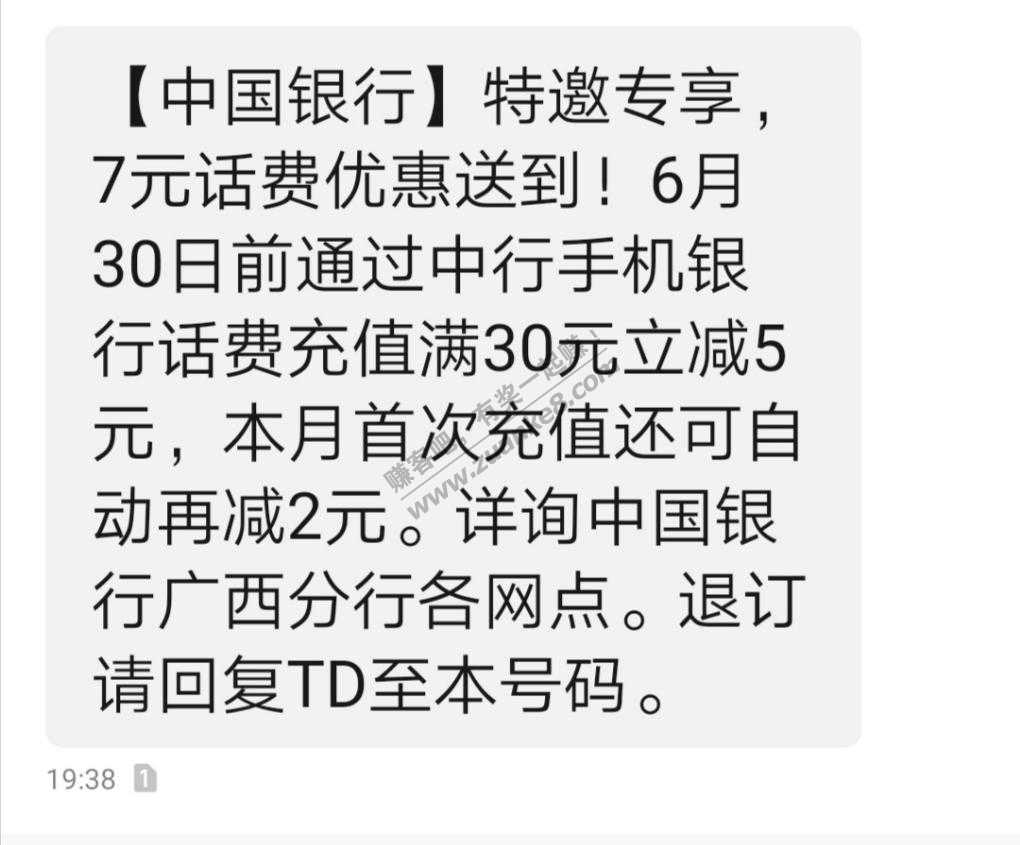 【中国银行】特邀专享，
7元话费优惠送到！6月
30日前通过中行手机银
行话费充值满30元立减5
元，本月首次充值还可自
动再减2元。详询中国银
行广西分行各网点。退订
请回复TD至本号码。
赚客吧，有奖一起赚！
www.zuanke8.com
19:38 1